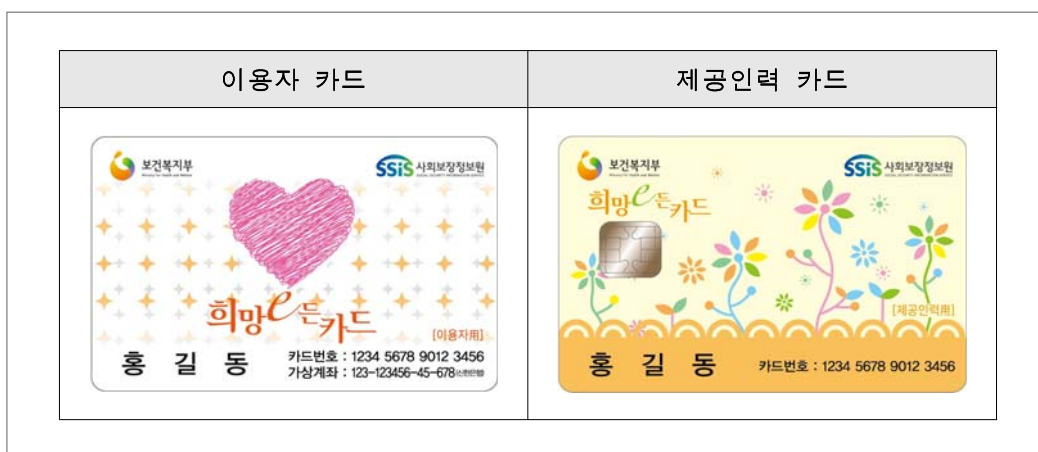 이용자 카드
제공인력 카드
보건복지부
SSiS 사회보장정보원
희망e든카드
[이용자用]
홍 길 동
카드번호 : 1234 5678 9012 3456
가상계좌 : 123-123456-45-678
보건복지부
SSiS 사회보장정보원
희망e든카드
[제공인력用]
홍 길 동
카드번호 : 1234 5678 9012 3456